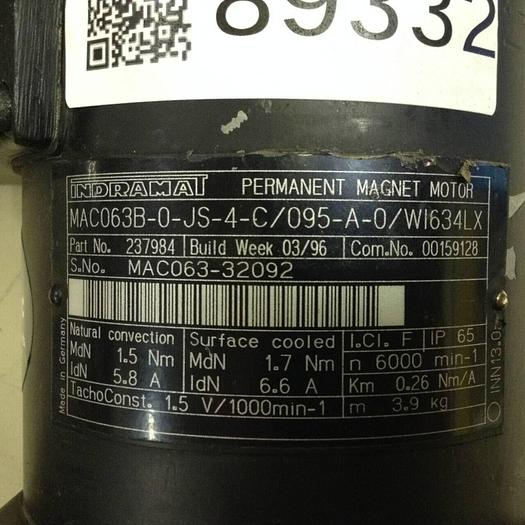 89332
INDRAMAT PERMANENT MAGNET MOTOR
MAC063B-0-JS-4-C/095-A-0/WI634LX
Part No. 237984 Build Week 03/96 Com.No. 00159128
S.No. MAC063-32092
Natural convection Surface cooled I.Cl. F IP 65
MdN 1.5 Nm MdN 1.7 Nm n 6000 min-1
IdN 5.8 A IdN 6.6 A Km 0.26 Nm/A
TachoConst. 1.5 V/1000min-1 m 3.9 kg
Made in Germany
INN13.0